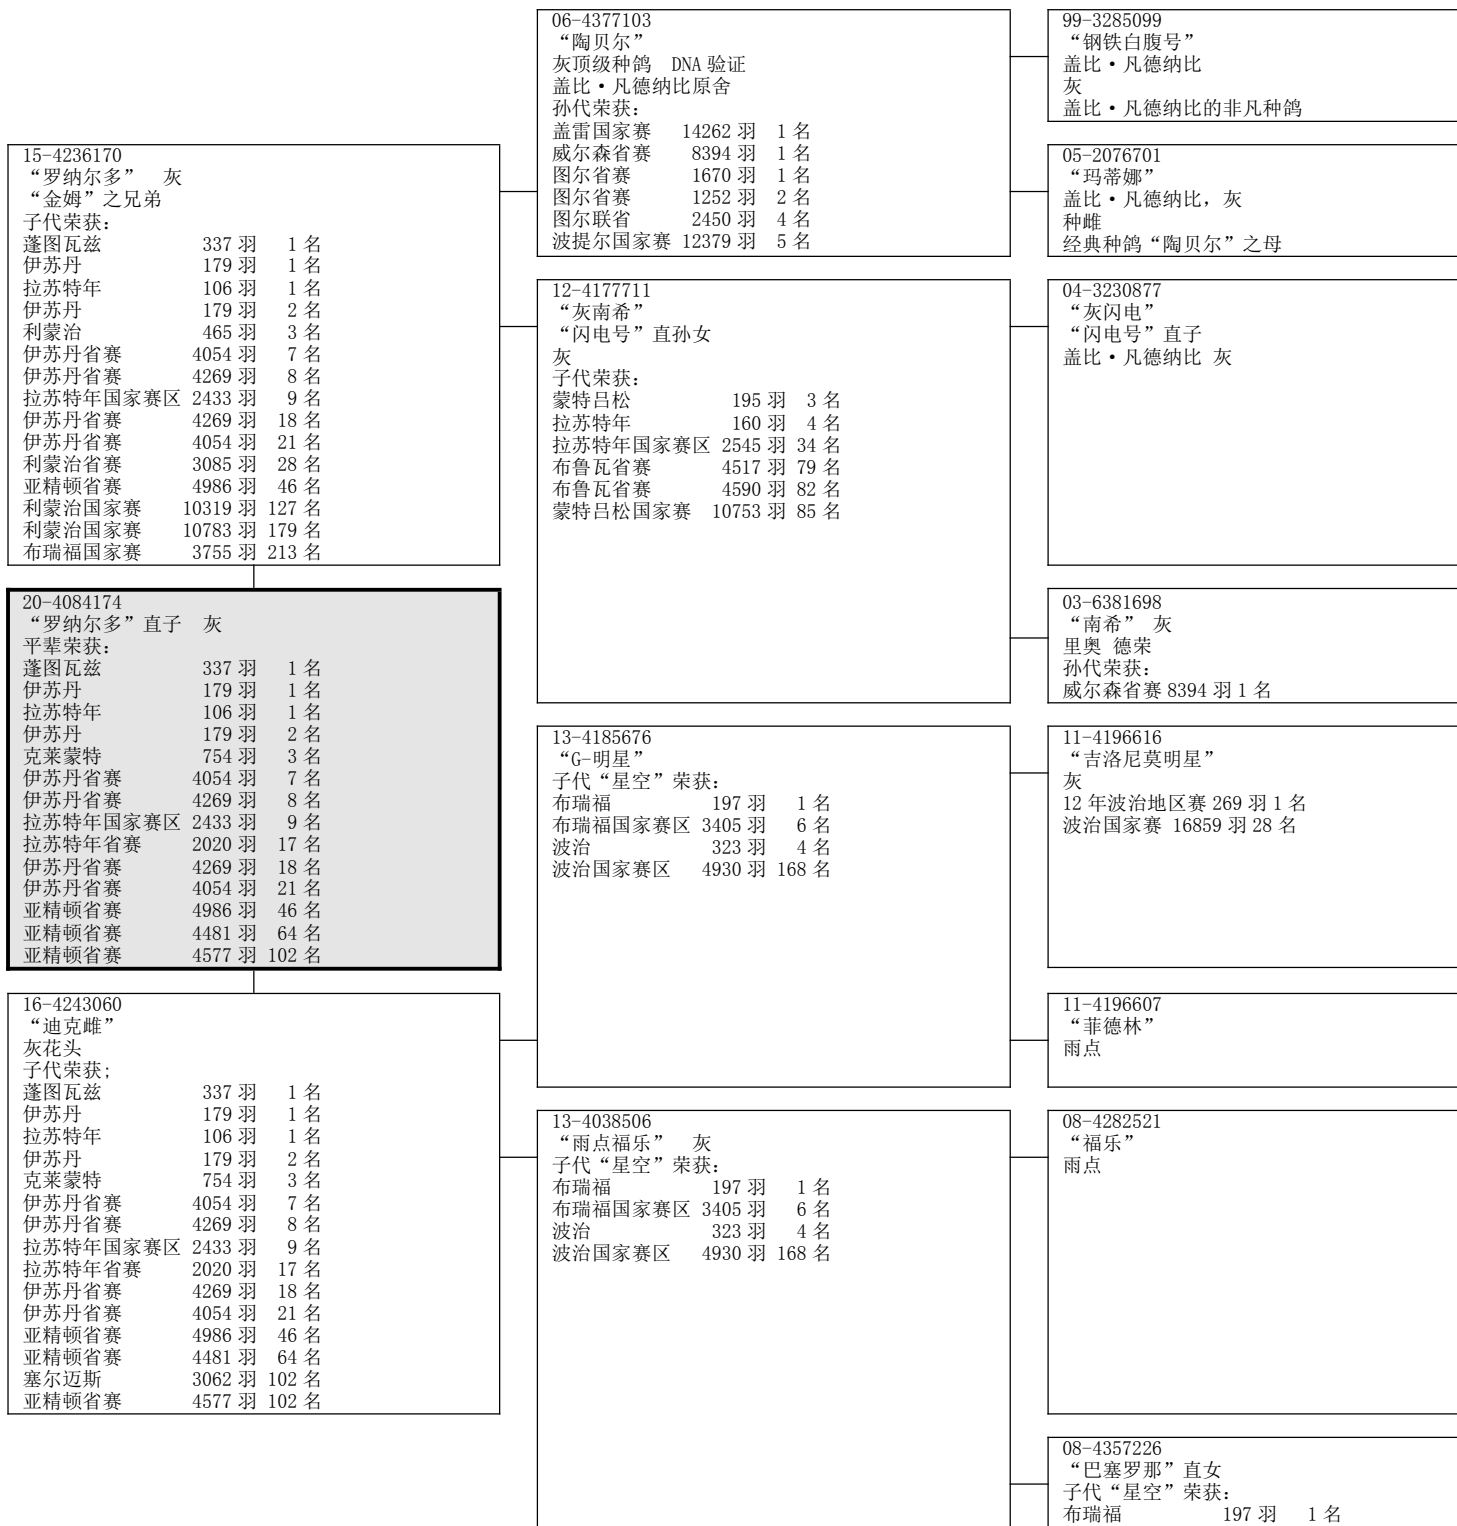 15-4236170
“罗纳尔多” 灰
“金姆”之兄弟
子代荣获：
蓬图瓦兹 337 羽 1 名
伊苏丹 179 羽 1 名
拉苏特年 106 羽 1 名
伊苏丹 179 羽 2 名
利蒙治 465 羽 3 名
伊苏丹省赛 4054 羽 7 名
伊苏丹省赛 4269 羽 8 名
拉苏特年国家赛区 2433 羽 9 名
伊苏丹省赛 4269 羽 18 名
伊苏丹省赛 4054 羽 21 名
利蒙治省赛 3085 羽 28 名
亚精顿省赛 4986 羽 46 名
利蒙治国家赛 10319 羽 127 名
利蒙治国家赛 10783 羽 179 名
布瑞福国家赛 3755 羽 213 名
20-4084174
“罗纳尔多”直子 灰
平辈荣获：
蓬图瓦兹 337 羽 1 名
伊苏丹 179 羽 1 名
拉苏特年 106 羽 1 名
伊苏丹 179 羽 2 名
克莱蒙特 754 羽 3 名
伊苏丹省赛 4054 羽 7 名
伊苏丹省赛 4269 羽 8 名
拉苏特年国家赛区 2433 羽 9 名
拉苏特年省赛 2020 羽 17 名
伊苏丹省赛 4269 羽 18 名
伊苏丹省赛 4054 羽 21 名
亚精顿省赛 4986 羽 46 名
亚精顿省赛 4481 羽 64 名
亚精顿省赛 4577 羽 102 名
16-4243060
“迪克雌”
灰花头
子代荣获;
蓬图瓦兹 337 羽 1 名
伊苏丹 179 羽 1 名
拉苏特年 106 羽 1 名
伊苏丹 179 羽 2 名
克莱蒙特 754 羽 3 名
伊苏丹省赛 4054 羽 7 名
伊苏丹省赛 4269 羽 8 名
拉苏特年国家赛区 2433 羽 9 名
拉苏特年省赛 2020 羽 17 名
伊苏丹省赛 4269 羽 18 名
伊苏丹省赛 4054 羽 21 名
亚精顿省赛 4986 羽 46 名
亚精顿省赛 4481 羽 64 名
塞尔迈斯 3062 羽 102 名
亚精顿省赛 4577 羽 102 名
06-4377103
“陶贝尔”
灰顶级种鸽 DNA 验证
盖比·凡德纳比原舍
孙代荣获：
盖雷国家赛 14262 羽 1 名
威尔森省赛 8394 羽 1 名
图尔省赛 1670 羽 1 名
图尔省赛 1252 羽 2 名
图尔联省 2450 羽 4 名
波提尔国家赛 12379 羽 5 名
12-4177711
“灰南希”
“闪电号”直孙女
灰
子代荣获：
蒙特吕松 195 羽 3 名
拉苏特年 160 羽 4 名
拉苏特年国家赛区 2545 羽 34 名
布鲁瓦省赛 4517 羽 79 名
布鲁瓦省赛 4590 羽 82 名
蒙特吕松国家赛 10753 羽 85 名
13-4185676
“G-明星”
子代“星空”荣获：
布瑞福 197 羽 1 名
布瑞福国家赛区 3405 羽 6 名
波治 323 羽 4 名
波治国家赛区 4930 羽 168 名
13-4038506
“雨点福乐” 灰
子代“星空”荣获：
布瑞福 197 羽 1 名
布瑞福国家赛区 3405 羽 6 名
波治 323 羽 4 名
波治国家赛区 4930 羽 168 名
99-3285099
“钢铁白腹号”
盖比·凡德纳比
灰
盖比·凡德纳比的非凡种鸽
05-2076701
“玛蒂娜”
盖比·凡德纳比，灰
种雌
经典种鸽“陶贝尔”之母
04-3230877
“灰闪电”
“闪电号”直子
盖比·凡德纳比 灰
03-6381698
“南希” 灰
里奥 德荣
孙代荣获：
威尔森省赛 8394 羽 1 名
11-4196616
“吉洛尼莫明星”
灰
12 年波治地区赛 269 羽 1 名
波治国家赛 16859 羽 28 名
11-4196607
“菲德林”
雨点
08-4282521
“福乐”
雨点
08-4357226
“巴塞罗那”直女
子代“星空”荣获：
布瑞福 197 羽 1 名